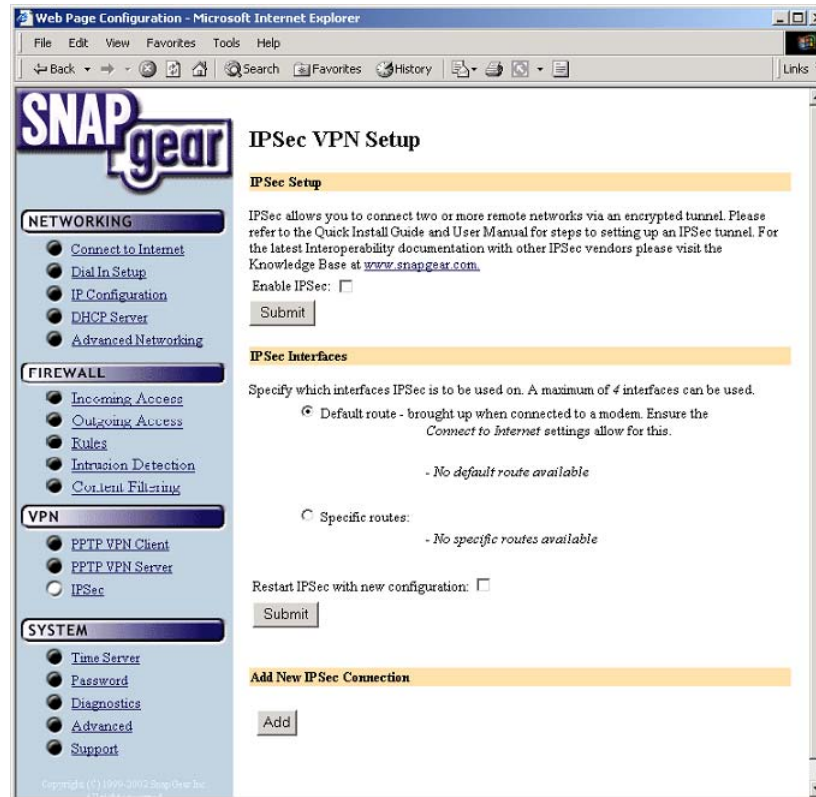 Web Page Configuration - Microsoft Internet Explorer
File Edit View Favorites Tools Help
Back Search Favorites History Links
SNAP gear
NETWORKING
Connect to Internet
Dial In Setup
IP Configuration
DHCP Server
Advanced Networking
FIREWALL
Incoming Access
Outgoing Access
Rules
Intrusion Detection
Content Filtering
VPN
PPTP VPN Client
PPTP VPN Server
IPSec
SYSTEM
Time Server
Password
Diagnostics
Advanced
Support
Copyright (C) 1999-2002 SnapGear Inc.
IPSec VPN Setup
IPSec Setup
IPSec allows you to connect two or more remote networks via an encrypted tunnel. Please
refer to the Quick Install Guide and User Manual for steps to setting up an IPSec tunnel. For
the latest Interoperability documentation with other IPSec vendors please visit the
Knowledge Base at www.snapgear.com.
Enable IPSec:
Submit
IPSec Interfaces
Specify which interfaces IPSec is to be used on. A maximum of 4 interfaces can be used.
Default route - brought up when connected to a modem. Ensure the
Connect to Internet settings allow for this.
- No default route available
Specific routes:
- No specific routes available
Restart IPSec with new configuration:
Submit
Add New IPSec Connection
Add